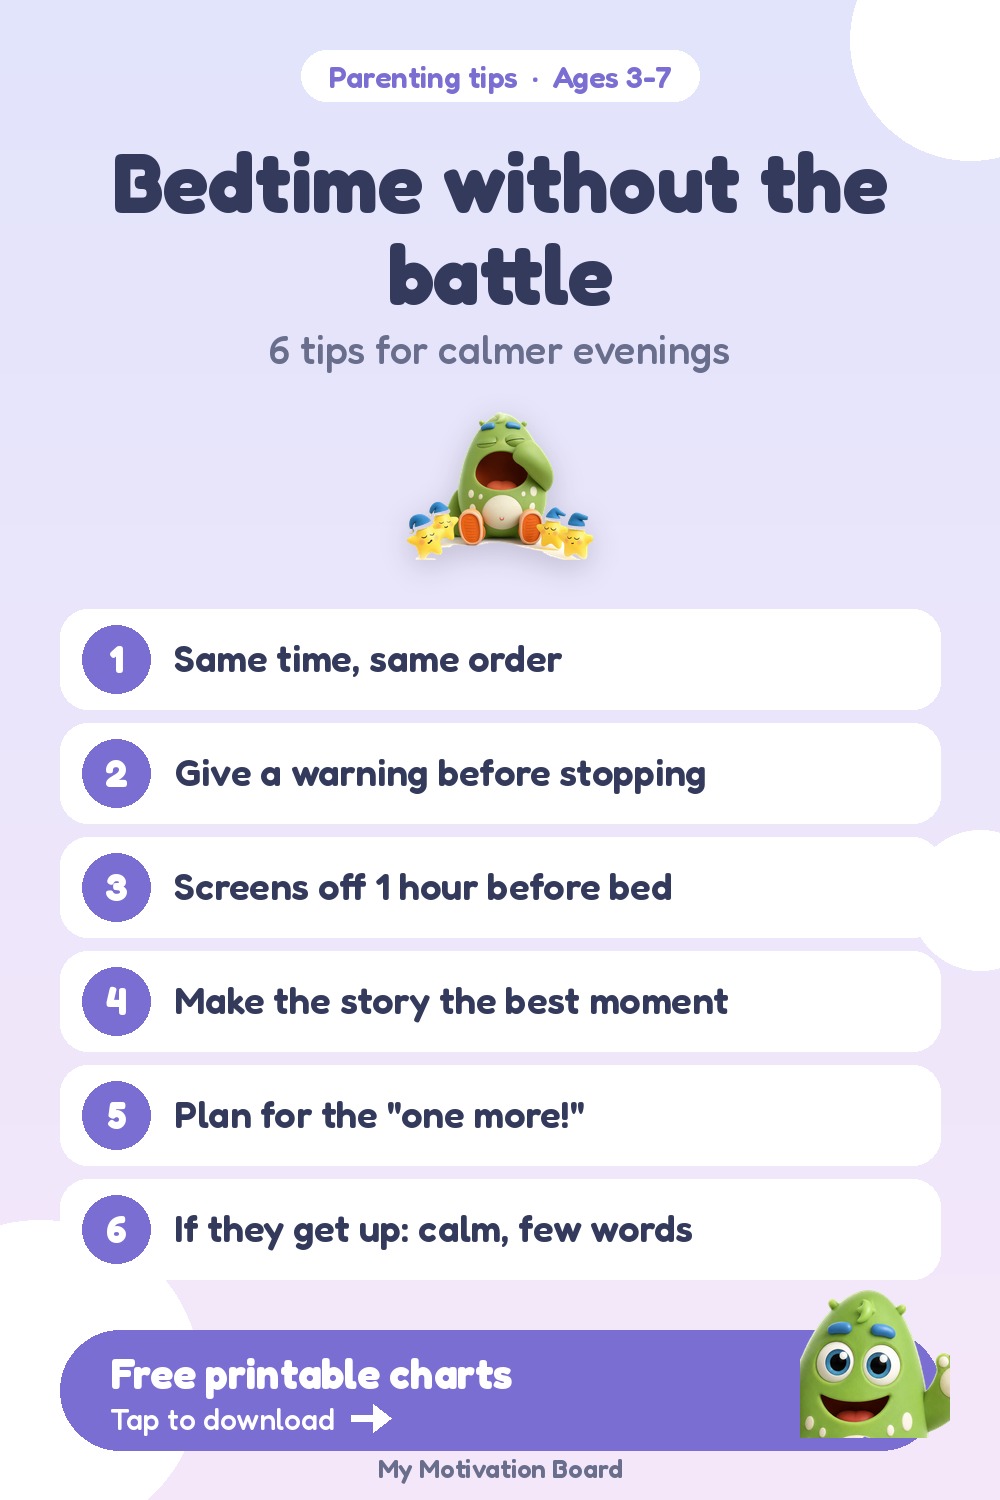 Parenting tips · Ages 3-7
Bedtime without the
battle
6 tips for calmer evenings
1 Same time, same order
2 Give a warning before stopping
3 Screens off 1 hour before bed
4 Make the story the best moment
5 Plan for the "one more!"
6 If they get up: calm, few words
Free printable charts
Tap to download →
My Motivation Board